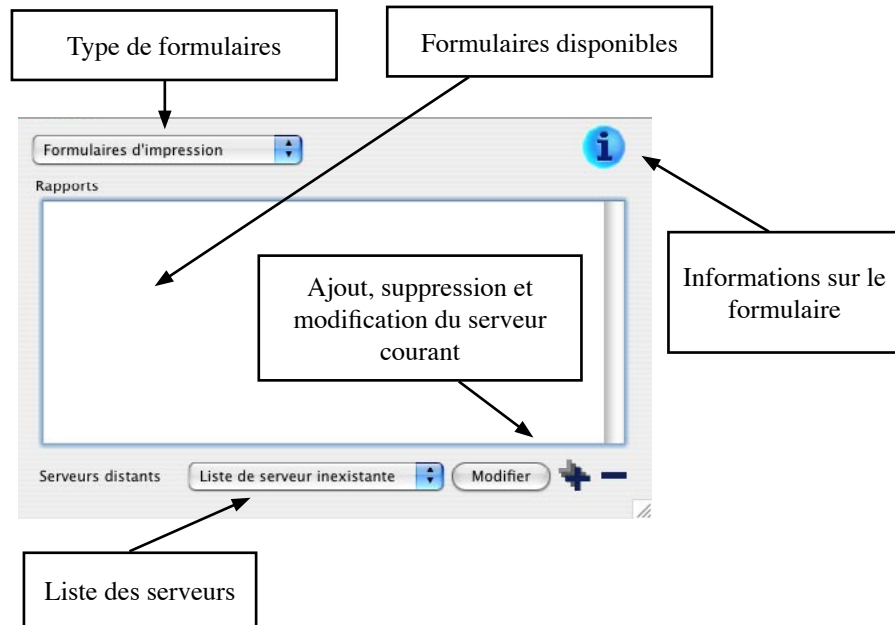 Type de formulaires
Formulaires disponibles
Formulaires d'impression
Rapports
Informations sur le
formulaire
Ajout, suppression et
modification du serveur
courant
Serveurs distants
Liste de serveur inexistante
Modifier
Liste des serveurs